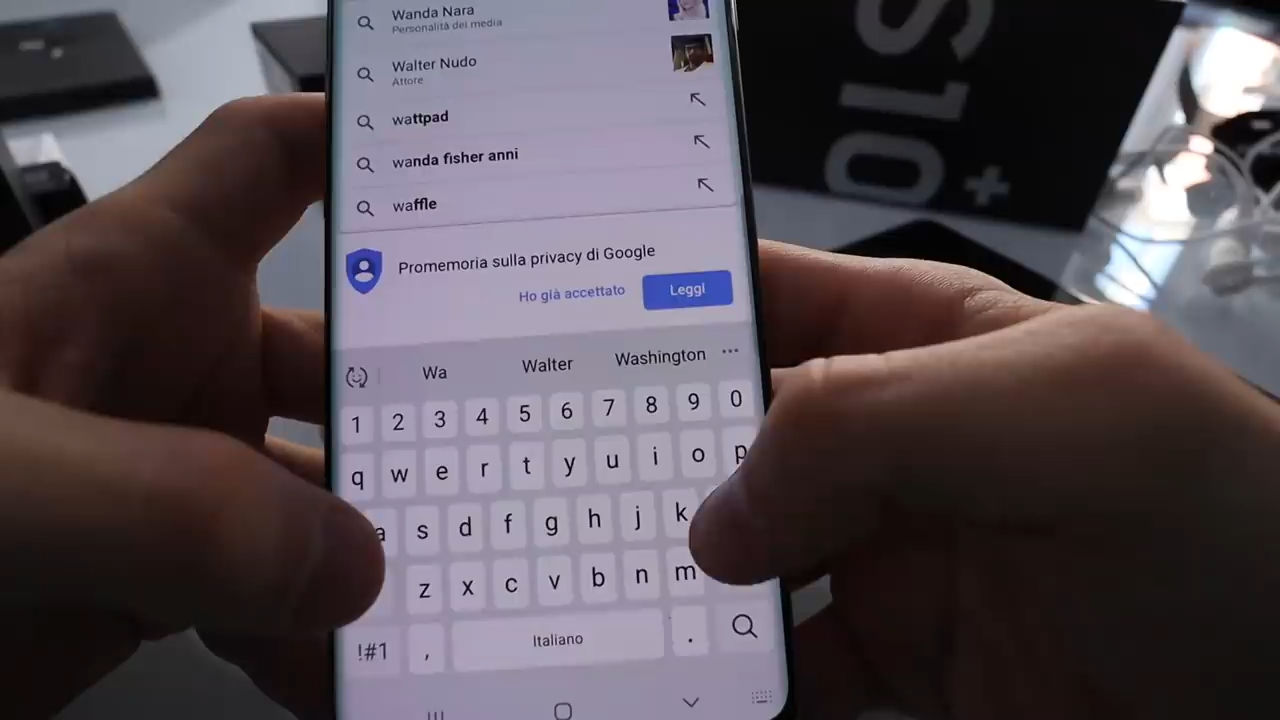 Wanda Nara
Personalità dei media
Walter Nudo
Attore
wattpad
wanda fisher anni
waffle
Promemoria sulla privacy di Google
Ho già accettato
Leggi
Wa
Walter
Washington
1 2 3 4 5 6 7 8 9 0
q w e r t y u i o p
a s d f g h j k
z x c v b n m
!#1 , Italiano .
S10+